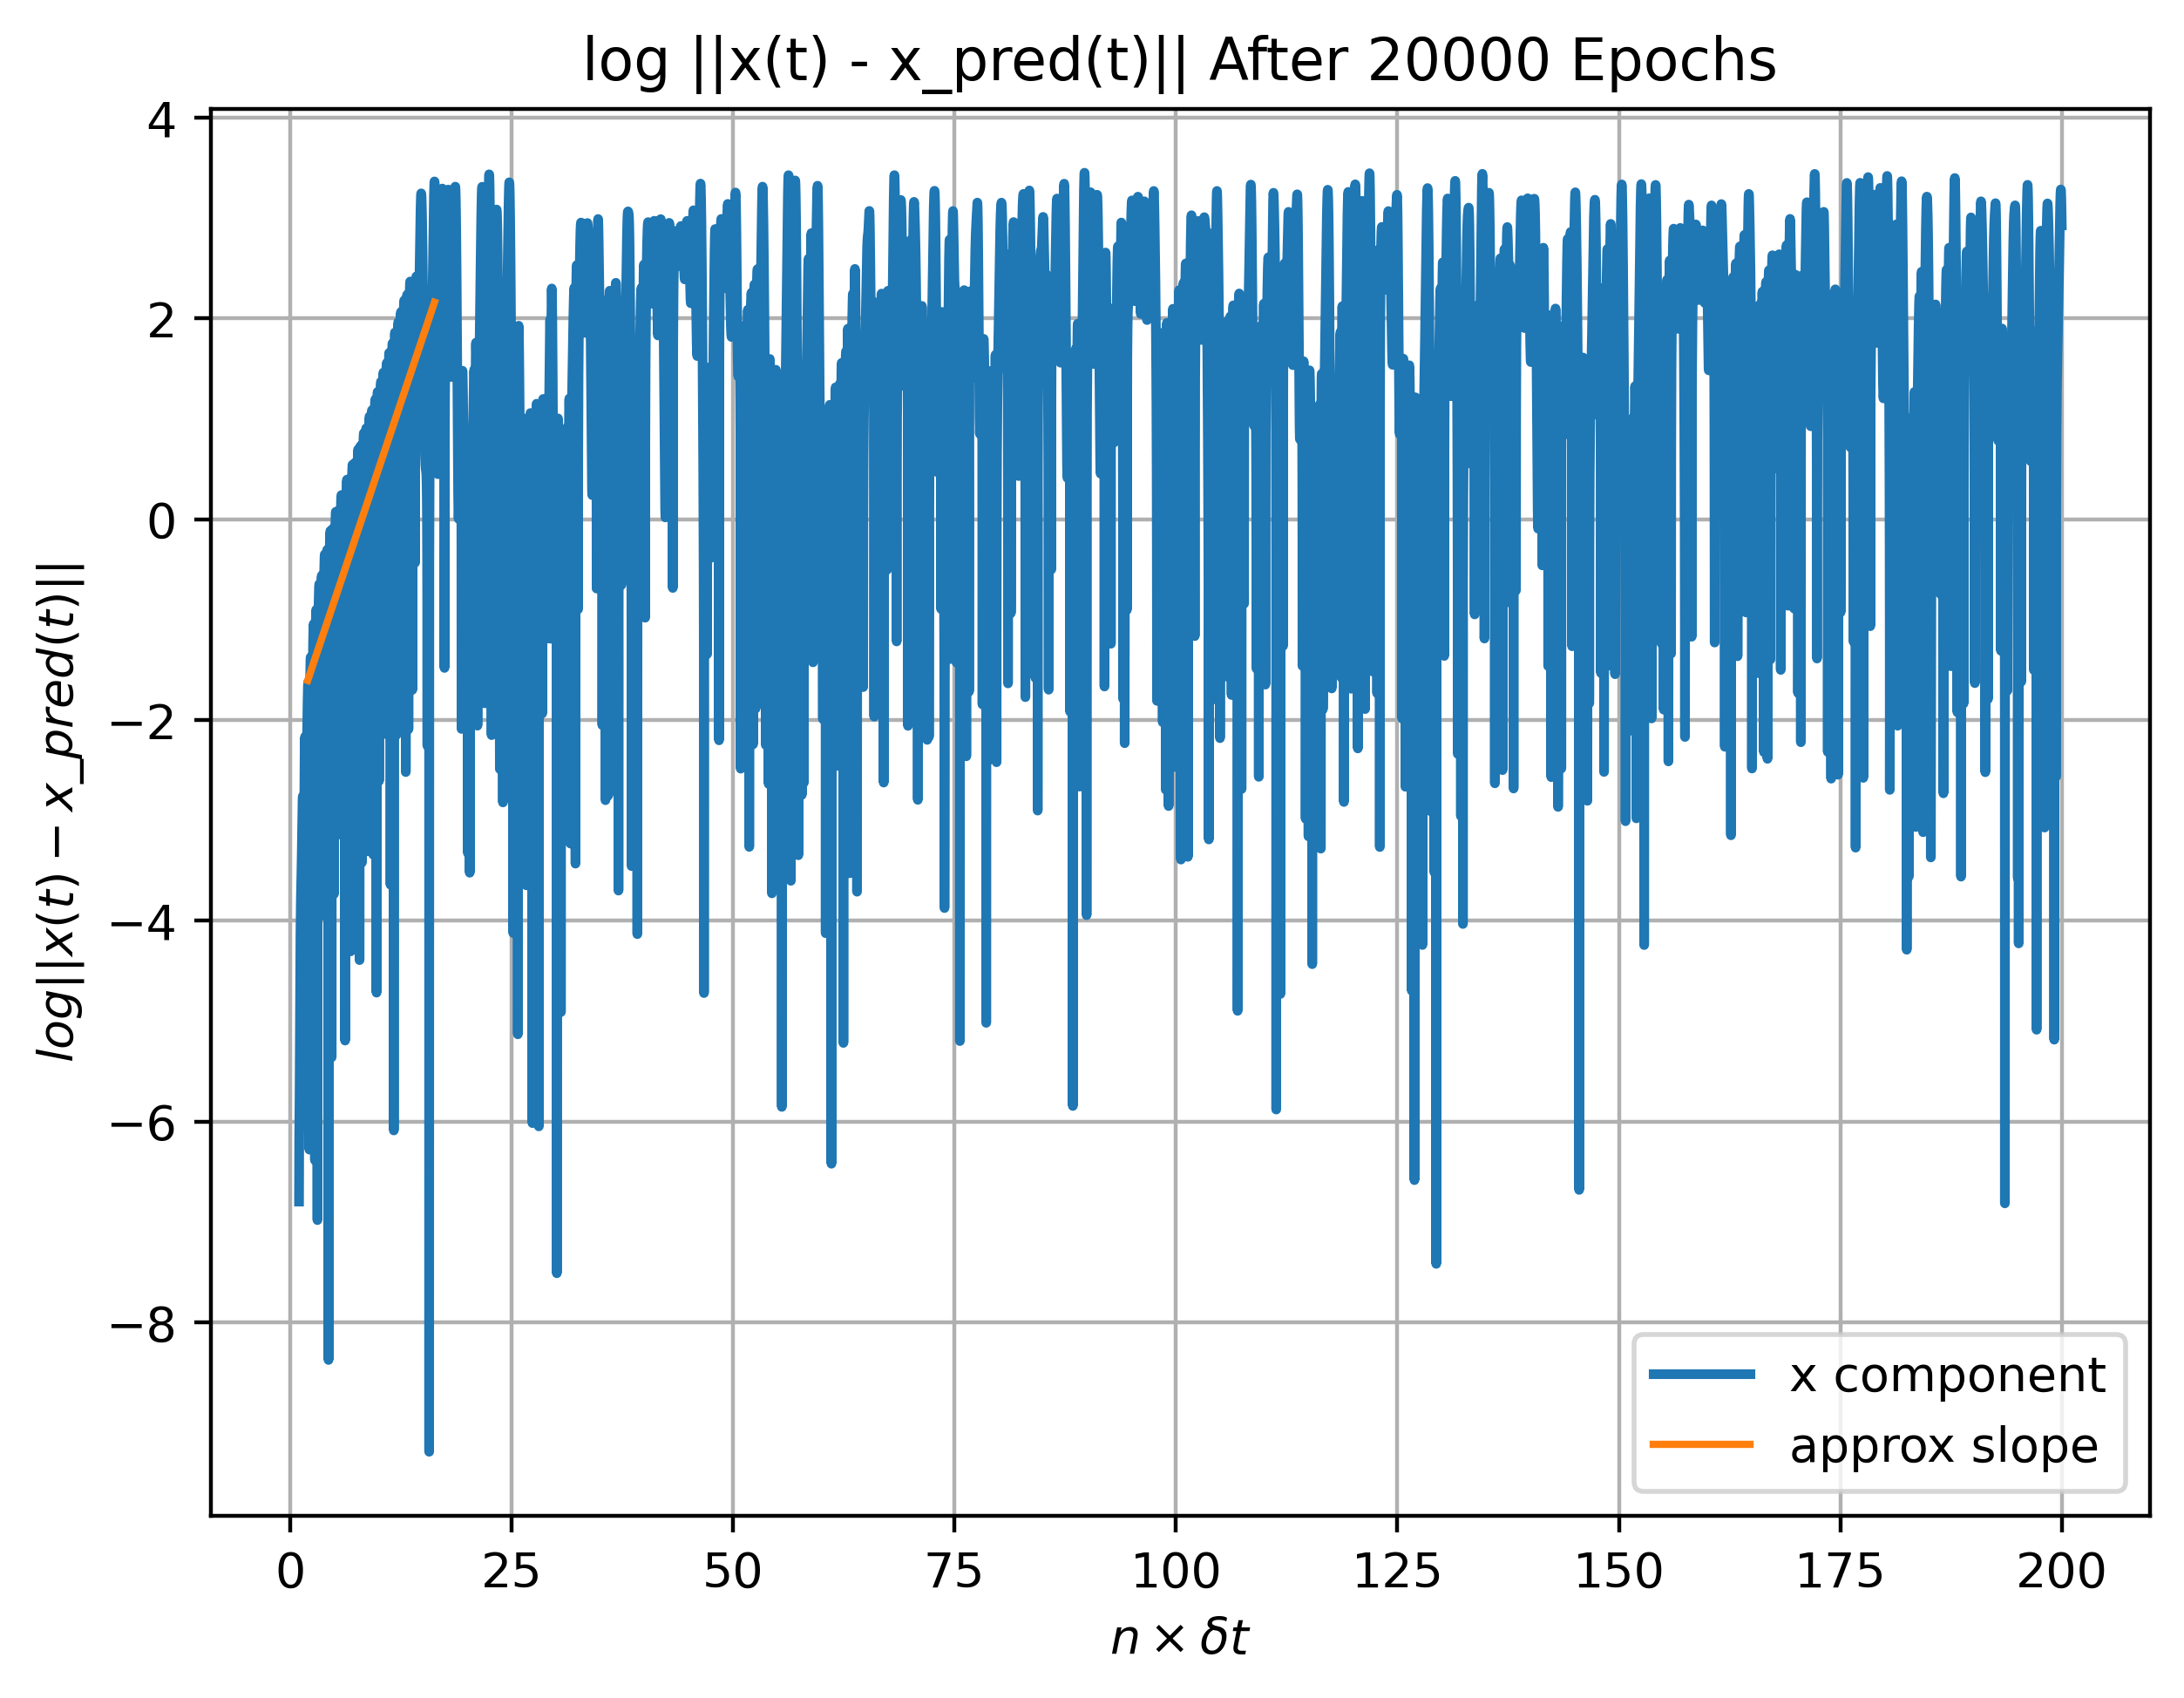 log ||x(t) - x_pred(t)|| After 20000 Epochs
4
2
0
−2
−4
−6
−8
log||x(t) − x_pred(t)||
0 25 50 75 100 125 150 175 200
n × δt
x component
approx slope